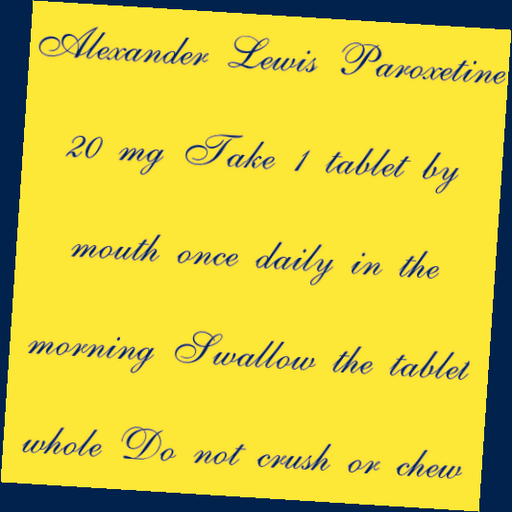 Alexander Lewis Paroxetine
20 mg Take 1 tablet by
mouth once daily in the
morning Swallow the tablet
whole Do not crush or chew